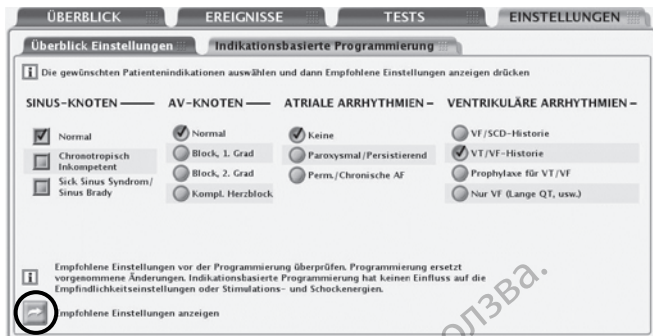 ÜBERBLICK EREIGNISSE TESTS EINSTELLUNGEN
Überblick Einstellungen Indikationsbasierte Programmierung
i Die gewünschten Patientenindikationen auswählen und dann Empfohlene Einstellungen anzeigen drücken
SINUS-KNOTEN AV-KNOTEN ATRIALE ARRHYTHMIEN VENTRIKULÄRE ARRHYTHMIEN
Normal Normal Keine VF/SCD-Historie
Chronotropisch Inkompetent Block, 1. Grad Paroxysmal/Persistierend VT/VF-Historie
Sick Sinus Syndrom/ Sinus Brady Block, 2. Grad Perm./Chronische AF Prophylaxe für VT/VF
Kompl. Herzblock Nur VF (Lange QT, usw.)
Empfohlene Einstellungen vor der Programmierung überprüfen. Programmierung ersetzt
i vorgenommene Änderungen. Indikationsbasierte Programmierung hat keinen Einfluss auf die
Empfindlichkeitseinstellungen oder Stimulations- und Schockenergien.
Empfohlene Einstellungen anzeigen